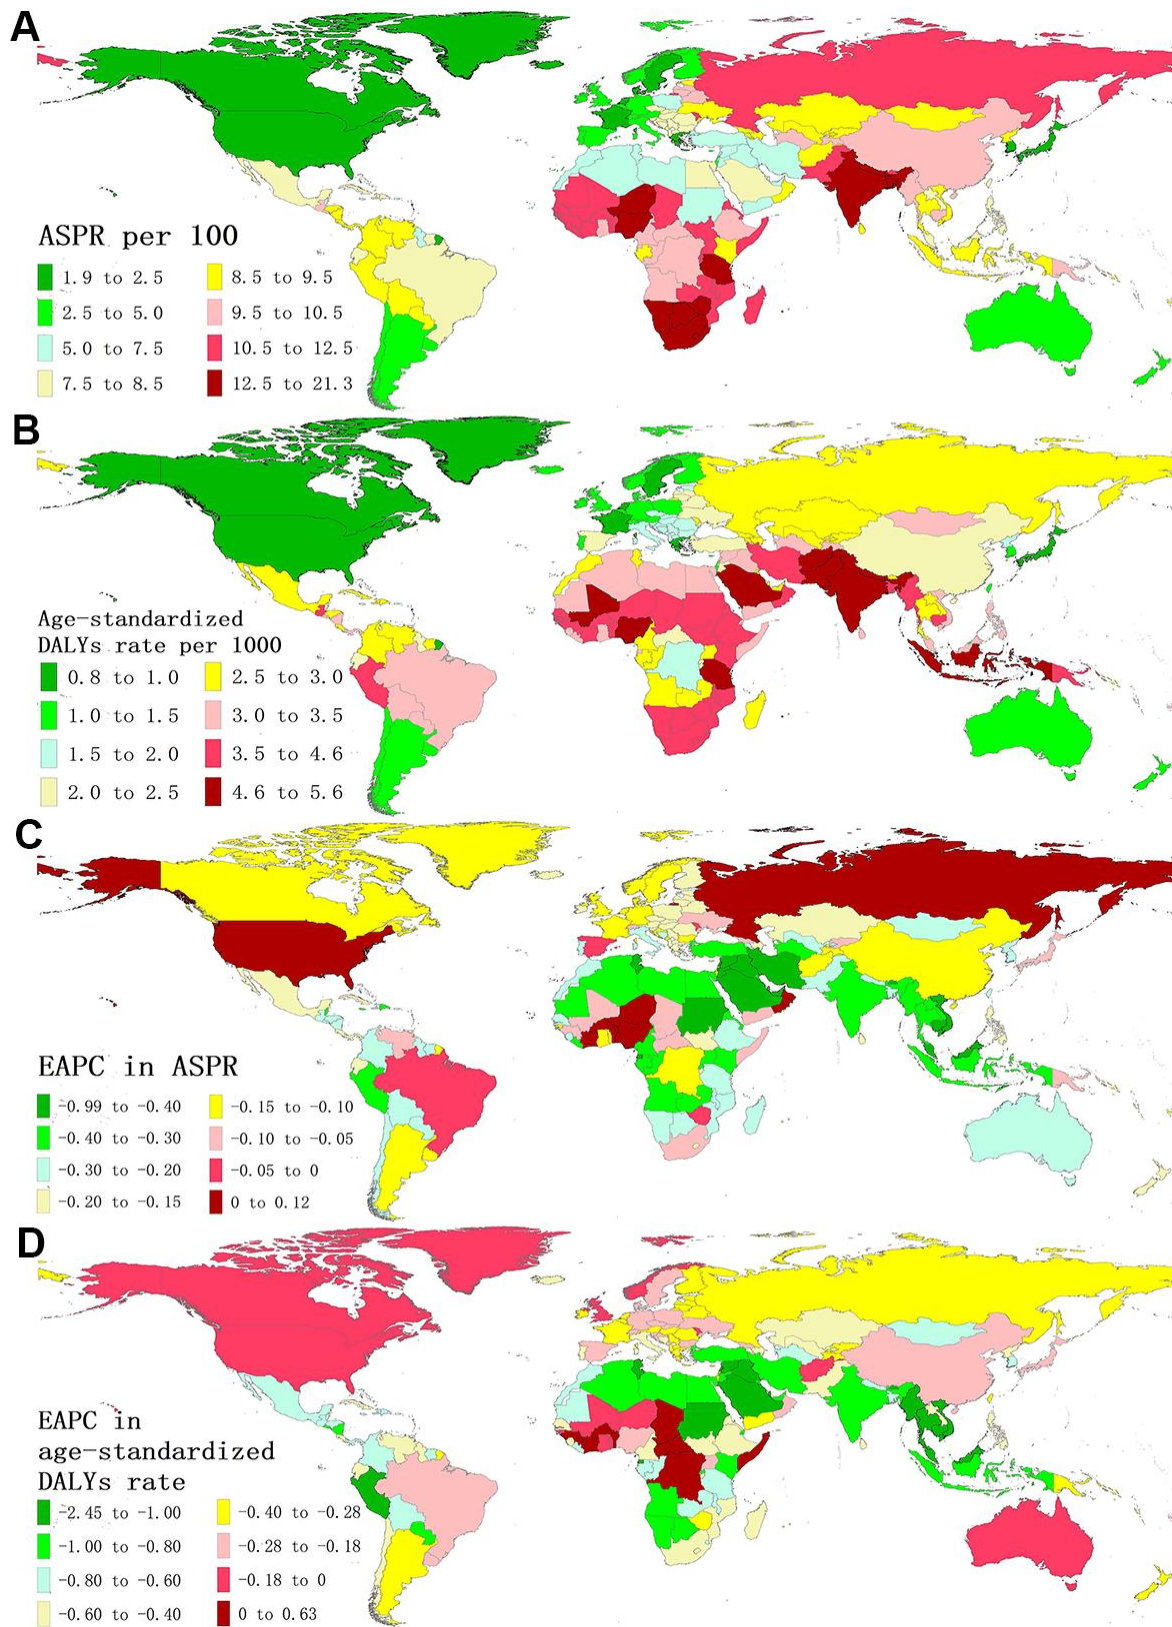 A
ASPR per 100
1.9 to 2.5
8.5 to 9.5
2.5 to 5.0
9.5 to 10.5
5.0 to 7.5
10.5 to 12.5
7.5 to 8.5
12.5 to 21.3
B
Age-standardized
DALYs rate per 1000
0.8 to 1.0
2.5 to 3.0
1.0 to 1.5
3.0 to 3.5
1.5 to 2.0
3.5 to 4.6
2.0 to 2.5
4.6 to 5.6
C
EAPC in ASPR
-0.99 to -0.40
-0.15 to -0.10
-0.40 to -0.30
-0.10 to -0.05
-0.30 to -0.20
-0.05 to 0
-0.20 to -0.15
0 to 0.12
D
EAPC in
age-standardized
DALYs rate
-2.45 to -1.00
-0.40 to -0.28
-1.00 to -0.80
-0.28 to -0.18
-0.80 to -0.60
-0.18 to 0
-0.60 to -0.40
0 to 0.63